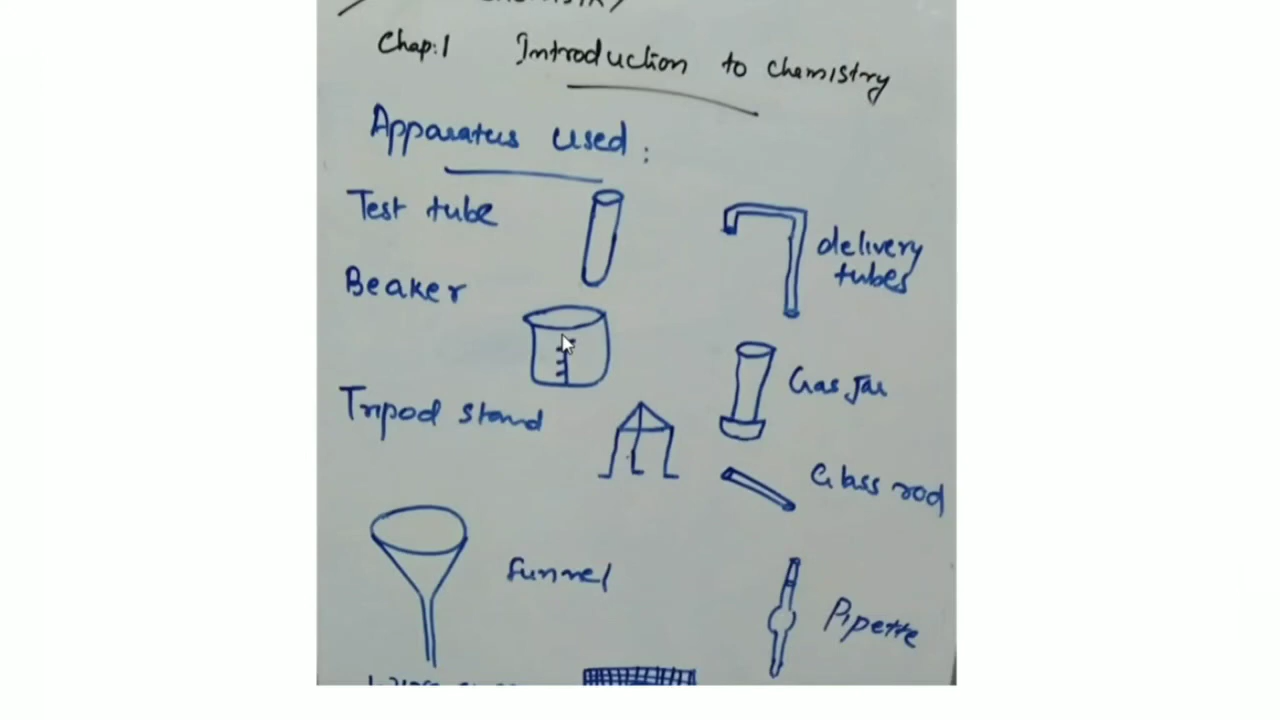 CHEMISTRY
Chap:1 Introduction to chemistry
Apparatus used:
Test tube
delivery
tubes
Beaker
Gas Jar
Tripod stand
Glass rod
funnel
Pipette